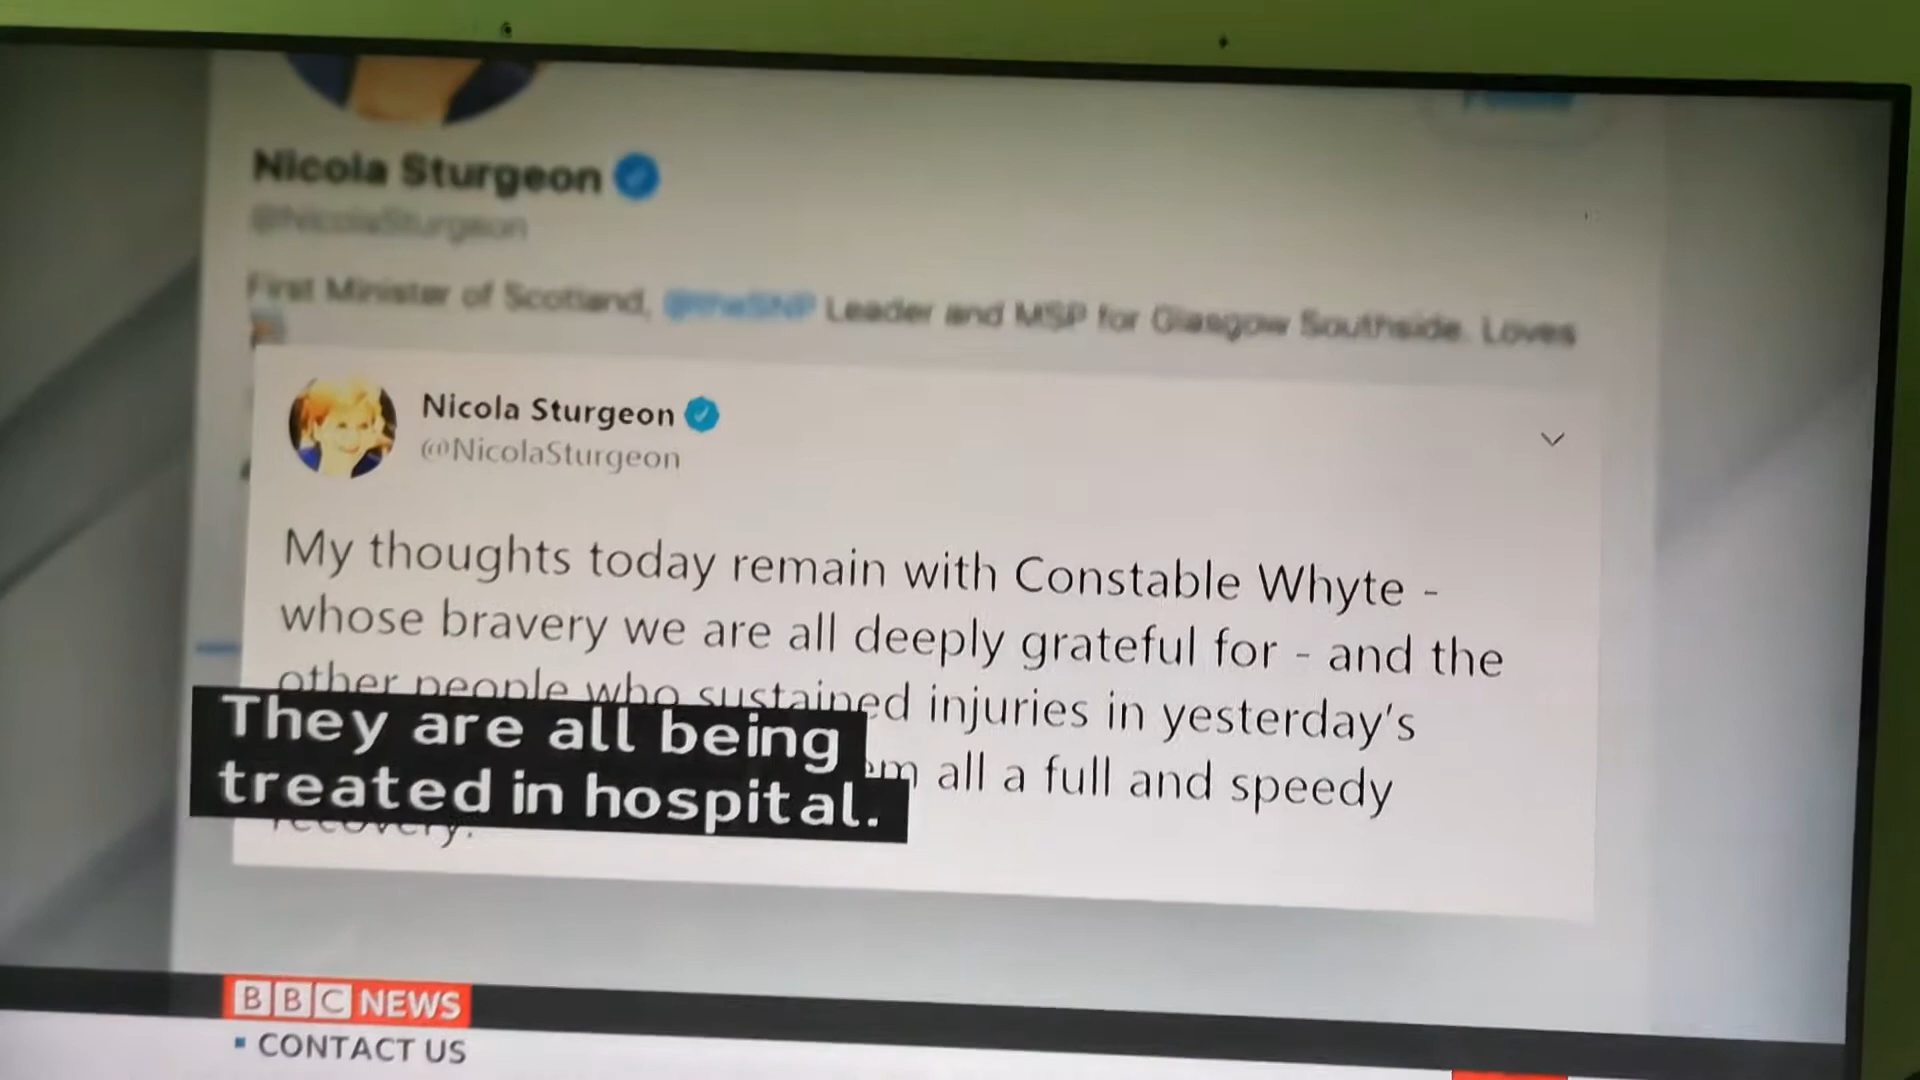 Nicola Sturgeon
@NicolaSturgeon
First Minister of Scotland, @theSNP Leader and MSP for Glasgow Southside. Loves
Nicola Sturgeon
@NicolaSturgeon
My thoughts today remain with Constable Whyte -
whose bravery we are all deeply grateful for - and the
other people who sustained injuries in yesterday's
all a full and speedy
recovery.
They are all being
treated in hospital.
BBC NEWS
CONTACT US